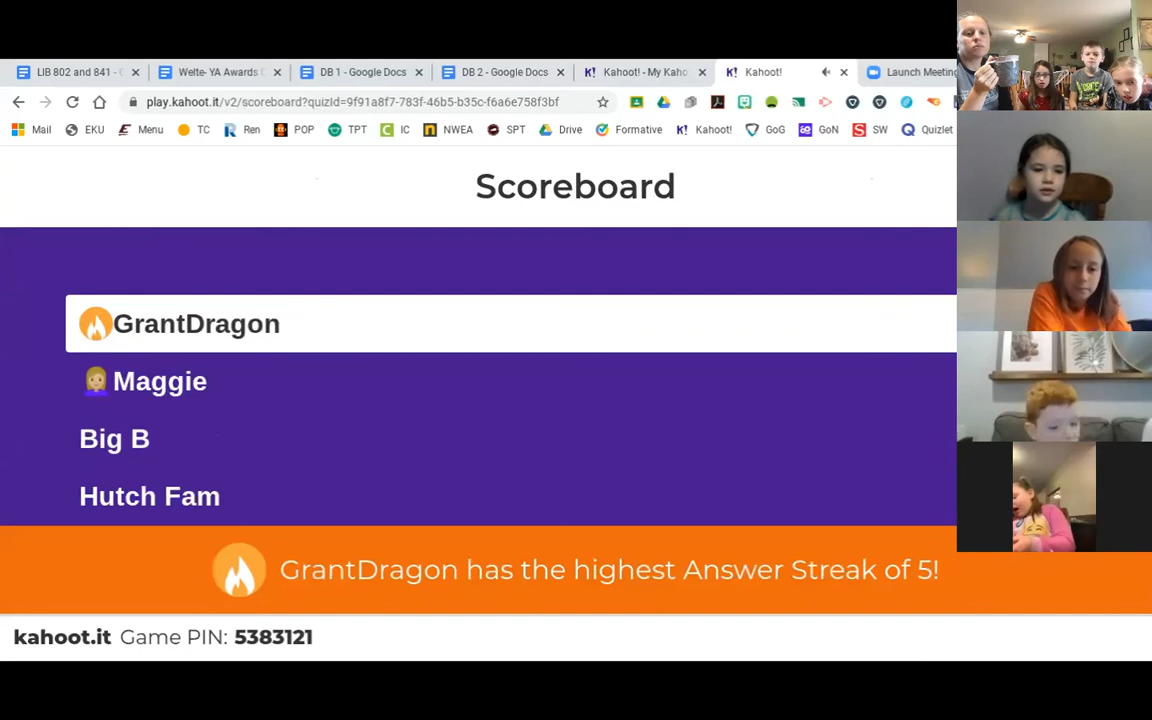 LIB 802 and 841 - G
Welte- YA Awards C
DB 1 - Google Docs
DB 2 - Google Docs
Kahoot! - My Kaho
Kahoot!
Launch Meeting
play.kahoot.it/v2/scoreboard?quizId=9f91a8f7-783f-46b5-b35c-f6a6e758f3bf
Mail EKU Menu TC Ren POP TPT IC NWEA SPT Drive Formative Kahoot! GoG GoN SW Quizlet
Scoreboard
GrantDragon
Maggie
Big B
Hutch Fam
GrantDragon has the highest Answer Streak of 5!
kahoot.it Game PIN: 5383121